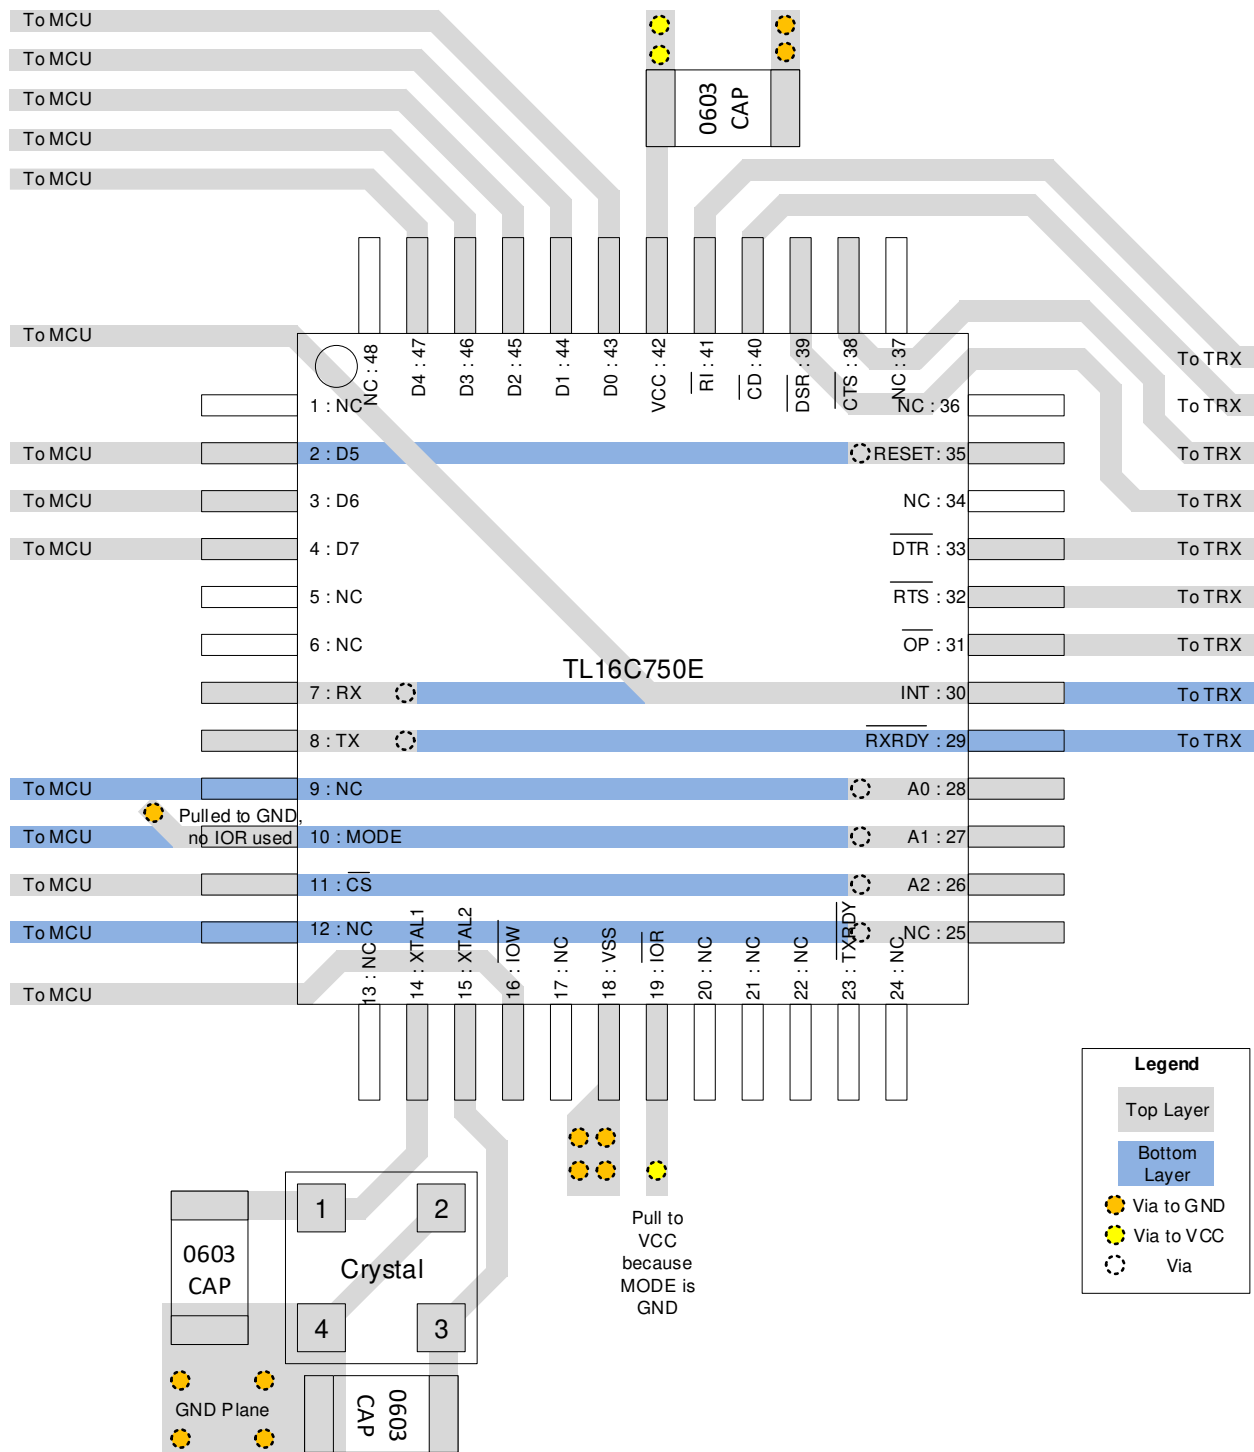 To MCU
To MCU
To MCU
To MCU
To MCU
0603
CAP
To MCU
NC : 48
D4 : 47
D3 : 46
D2 : 45
D1 : 44
D0 : 43
VCC : 42
RI : 41
CD : 40
DSR : 39
CTS : 38
NC : 37
To TRX
1 : NC
NC : 36
To TRX
To MCU
2 : D5
RESET : 35
To TRX
To MCU
3 : D6
NC : 34
To TRX
To MCU
4 : D7
DTR : 33
To TRX
5 : NC
RTS : 32
To TRX
6 : NC
OP : 31
To TRX
TL16C750E
7 : RX
INT : 30
To TRX
8 : TX
RXRDY : 29
To TRX
To MCU
9 : NC
A0 : 28
Pulled to GND,
no IOR used
To MCU
10 : MODE
A1 : 27
To MCU
11 : CS
A2 : 26
To MCU
12 : NC
NC : 25
To MCU
13 : NC
14 : XTAL1
15 : XTAL2
16 : IOW
17 : NC
18 : VSS
19 : IOR
20 : NC
21 : NC
22 : NC
23 : TXRDY
24 : NC
Legend
Top Layer
Bottom
Layer
Via to GND
Via to VCC
Via
1
2
Pull to
VCC
because
MODE is
GND
0603
CAP
Crystal
4
3
GND Plane
0603
CAP